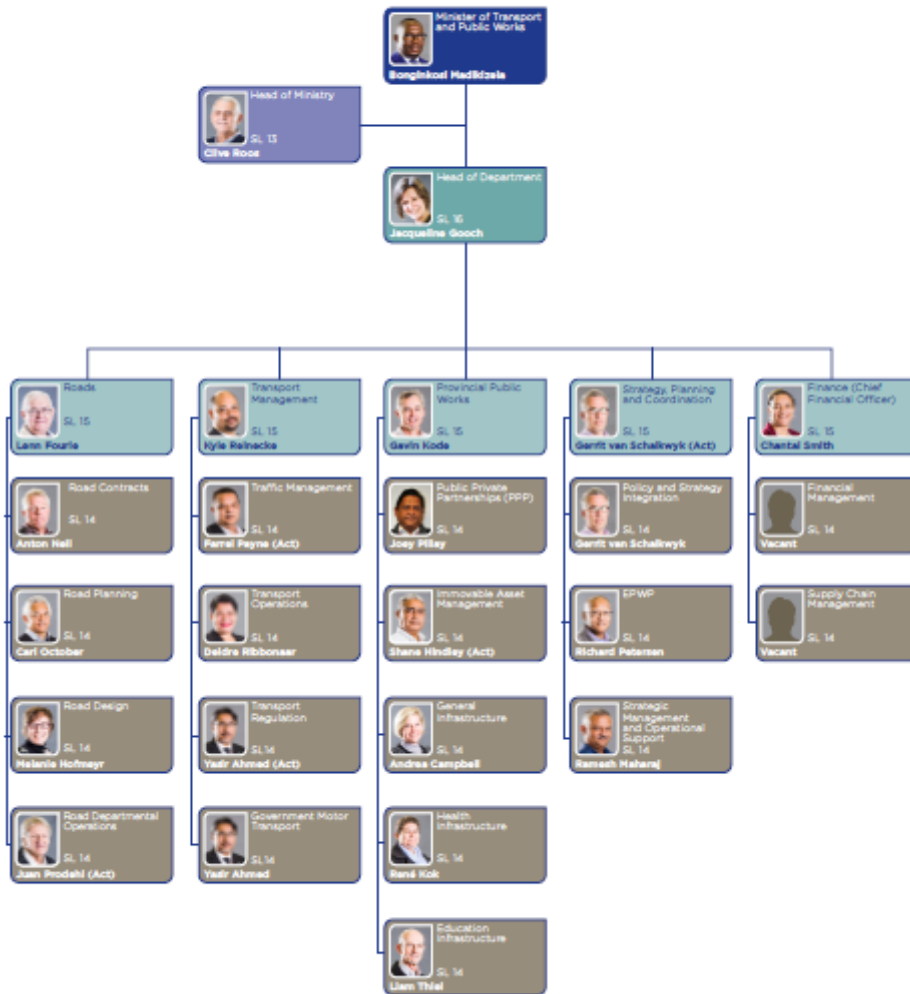 Minister of Transport
and Public Works
Bonginkosi Madikizela
Head of Ministry
SL 13
Clive Roos
Head of Department
SL 16
Jacqueline Gooch
Roads
SL 15
Lenn Fourie
Road Contracts
SL 14
Anton Nell
Road Planning
SL 14
Carl October
Road Design
SL 14
Melanie Hofmeyr
Road Departmental
Operations
SL 14
Juan Prodehl (Act)
Transport
Management
SL 15
Kyle Reinecke
Traffic Management
SL 14
Farrel Payne (Act)
Transport
Operations
SL 14
Deidre Ribbonaar
Transport
Regulation
SL14
Yasir Ahmed (Act)
Government Motor
Transport
SL14
Yasir Ahmed
Provincial Public
Works
SL 15
Gavin Kode
Public Private
Partnerships (PPP)
SL 14
Joey Pillay
Immovable Asset
Management
SL 14
Shane Hindley (Act)
General
Infrastructure
SL 14
Andrea Campbell
Health
Infrastructure
SL 14
René Kok
Education
Infrastructure
SL 14
Liam Thiel
Strategy, Planning
and Coordination
SL 15
Gerrit van Schalkwyk (Act)
Policy and Strategy
Integration
SL 14
Gerrit van Schalkwyk
EPWP
SL 14
Richard Petersen
Strategic
Management
and Operational
Support
SL 14
Ramesh Maharaj
Finance (Chief
Financial Officer)
SL 15
Chantal Smith
Financial
Management
SL 14
Vacant
Supply Chain
Management
SL 14
Vacant